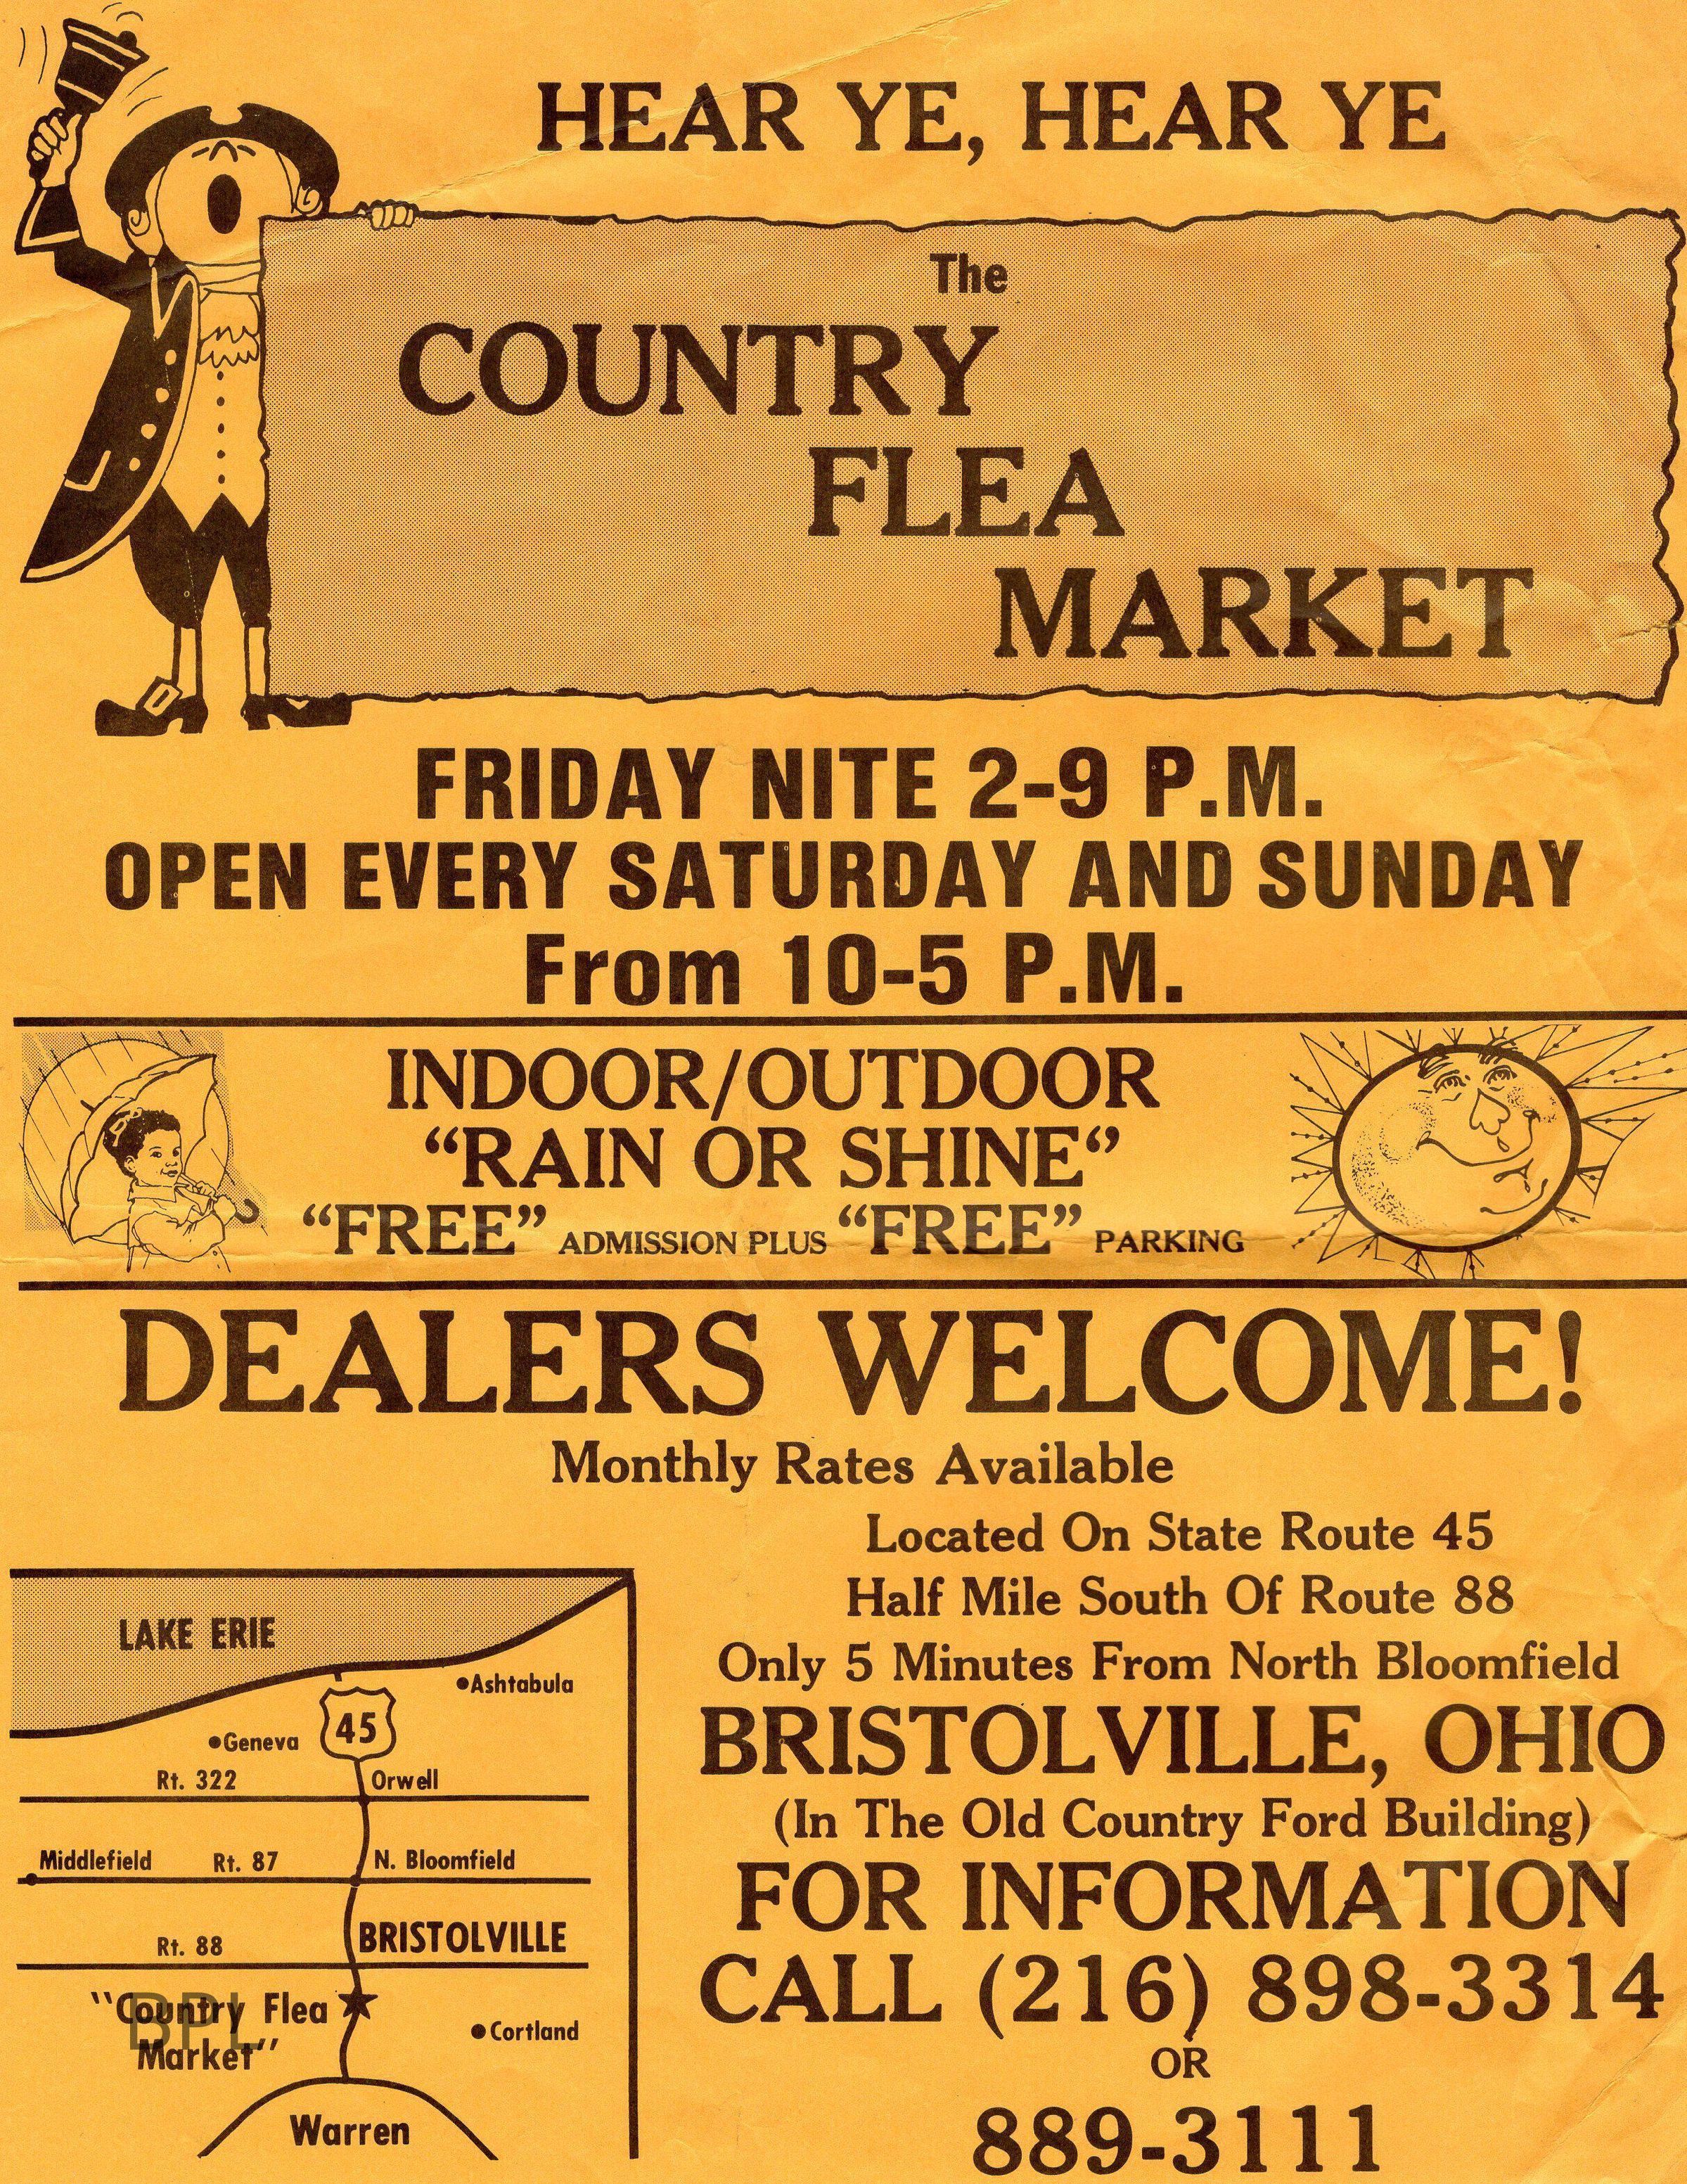 HEAR YE, HEAR YE
The
COUNTRY
FLEA
MARKET
FRIDAY NITE 2-9 P.M.
OPEN EVERY SATURDAY AND SUNDAY
From 10-5 P.M.
INDOOR/OUTDOOR
“RAIN OR SHINE“
“FREE” ADMISSION PLUS “FREE” PARKING
DEALERS WELCOME!
Monthly Rates Available
Located On State Route 45
Half Mile South Of Route 88
Only 5 Minutes From North Bloomfield
BRISTOLVILLE, OHIO
(In The Old Country Ford Building)
FOR INFORMATION
CALL (216) 898-3314
OR
889-3111
LAKE ERIE
Ashtabula
45
Geneva
Rt. 322 Orwell
Middlefield Rt. 87 N. Bloomfield
Rt. 88 BRISTOLVILLE
"Country Flea
Market"
BPL
Cortland
Warren